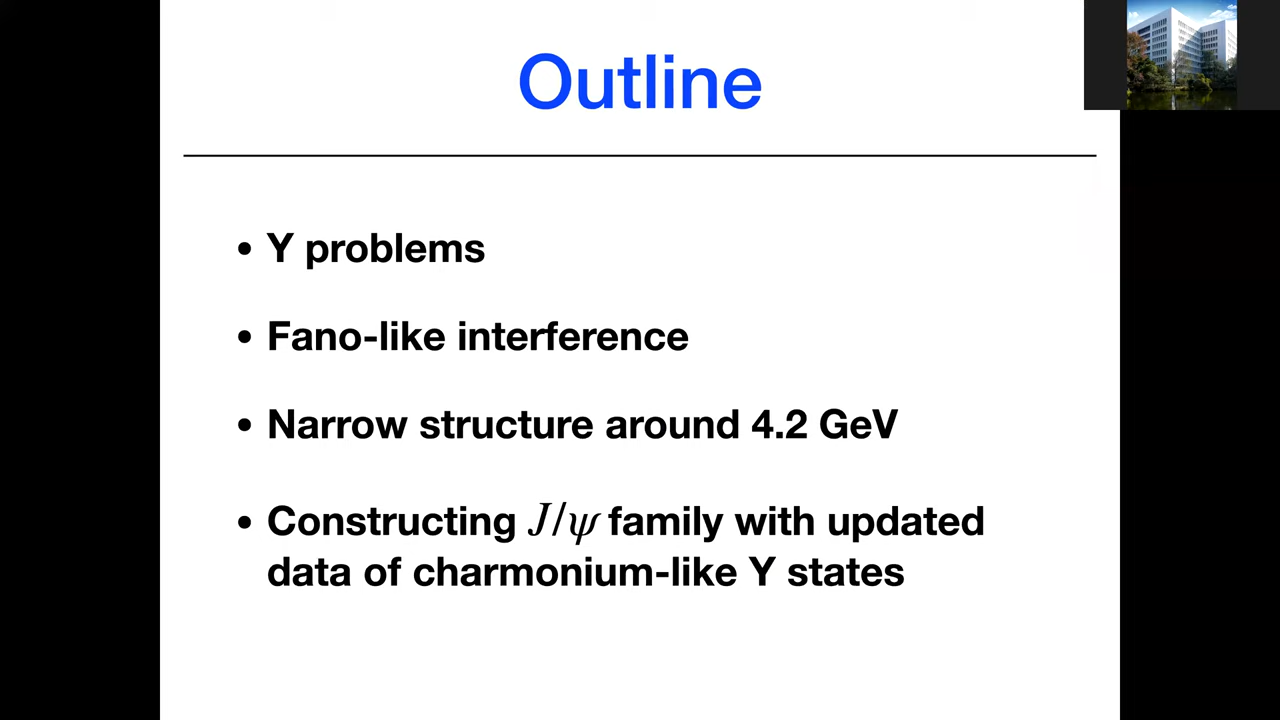 Outline
• Y problems
• Fano-like interference
• Narrow structure around 4.2 GeV
• Constructing J/ψ family with updated
data of charmonium-like Y states